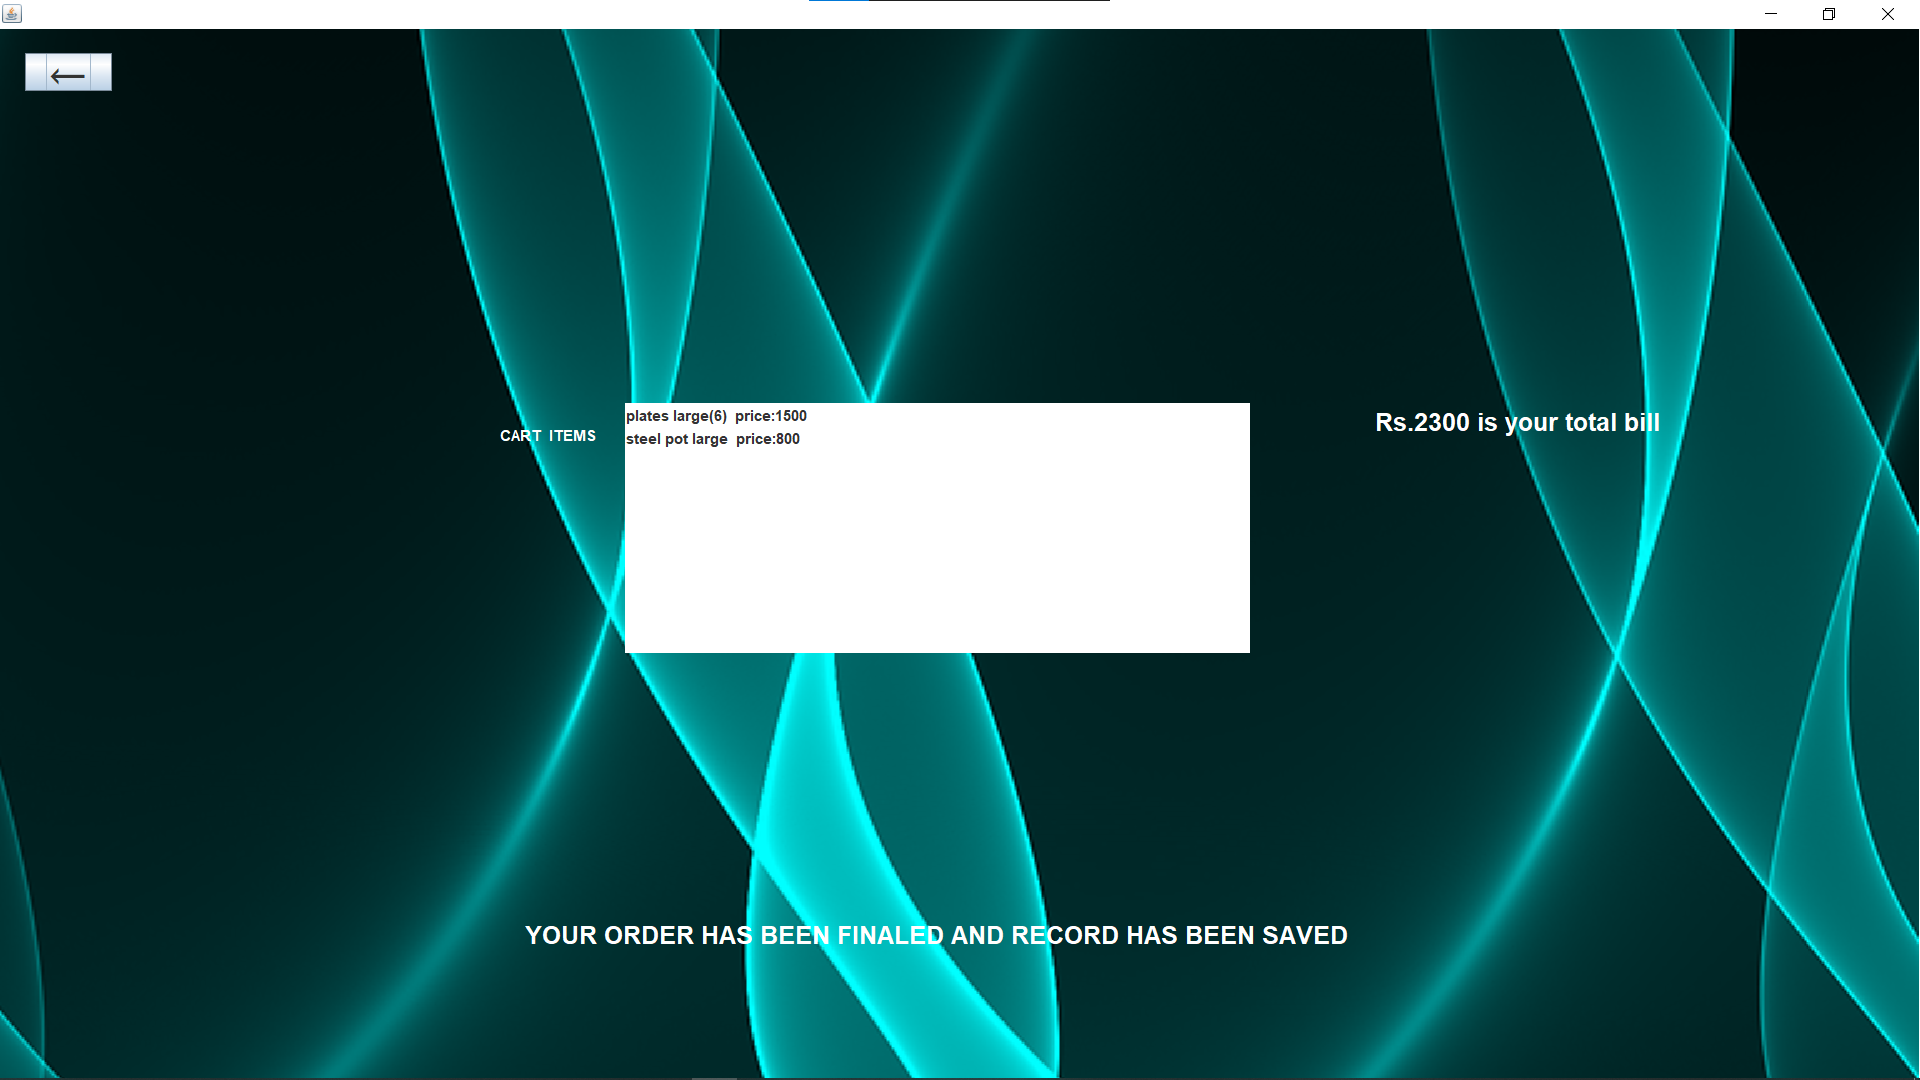 ←
plates large(6)  price:1500
steel pot large  price:800
CART  ITEMS
Rs.2300 is your total bill
YOUR ORDER HAS BEEN FINALED AND RECORD HAS BEEN SAVED